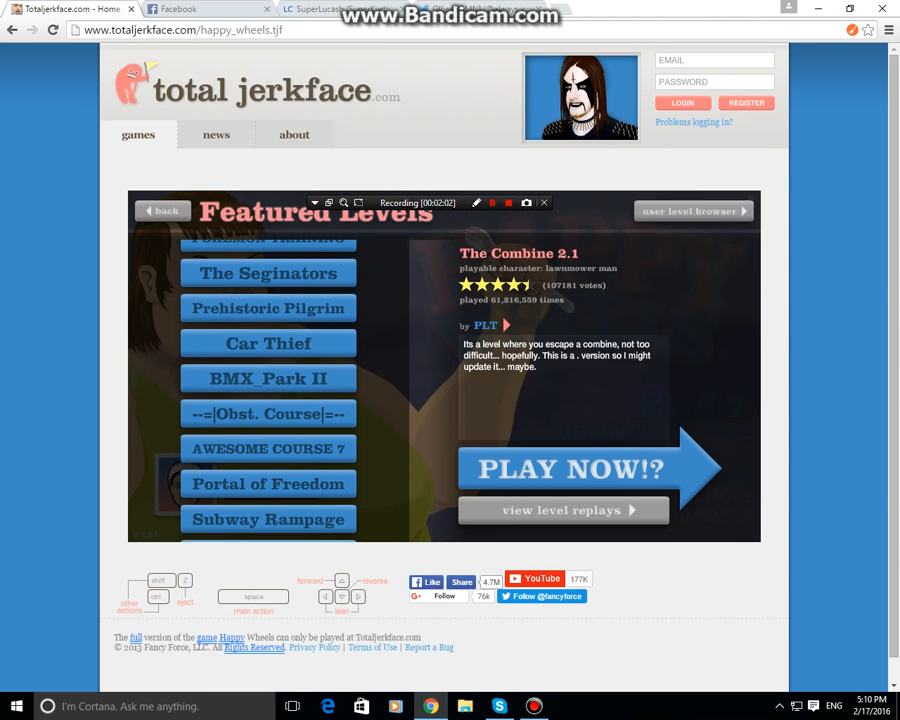 Totaljerkface.com - Home
Facebook
www.Bandicam.com
www.totaljerkface.com/happy_wheels.tjf
total jerkface.com
EMAIL
PASSWORD
LOGIN
REGISTER
Problems logging in?
games
news
about
Recording [00:02:02]
back
Featured Levels
user level browser
POKEMON TRAINING
The Seginators
Prehistoric Pilgrim
Car Thief
BMX_Park II
--=|Obst. Course|=--
AWESOME COURSE 7
Portal of Freedom
Subway Rampage
The Combine 2.1
playable character: lawnmower man
(107181 votes)
played 61,216,559 times
by PLT
Its a level where you escape a combine, not too
difficult... hopefully. This is a . version so I might
update it... maybe.
PLAY NOW!?
view level replays
shift
Z
ctrl
other
actions
eject
space
main action
forward
reverse
lean
Like
Share
4.7M
YouTube
177K
G+
Follow
76k
Follow @fancyforce
The full version of the game Happy Wheels can only be played at Totaljerkface.com
© 2013 Fancy Force, LLC. All Rights Reserved. Privacy Policy | Terms of Use | Report a Bug
I'm Cortana. Ask me anything.
ENG
5:10 PM
2/17/2016